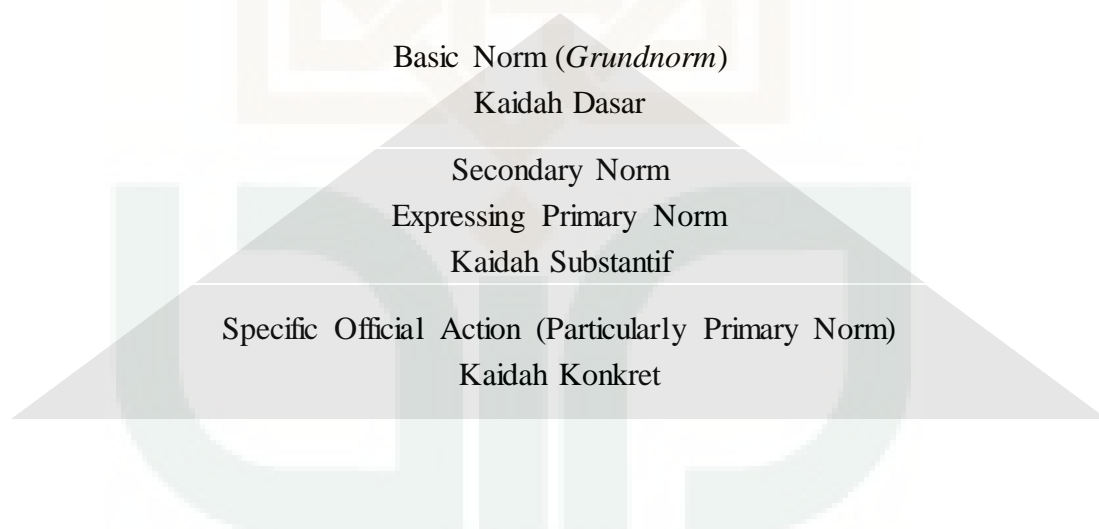 Basic Norm (Grundnorm)
Kaidah Dasar
Secondary Norm
Expressing Primary Norm
Kaidah Substantif
Specific Official Action (Particularly Primary Norm)
Kaidah Konkret